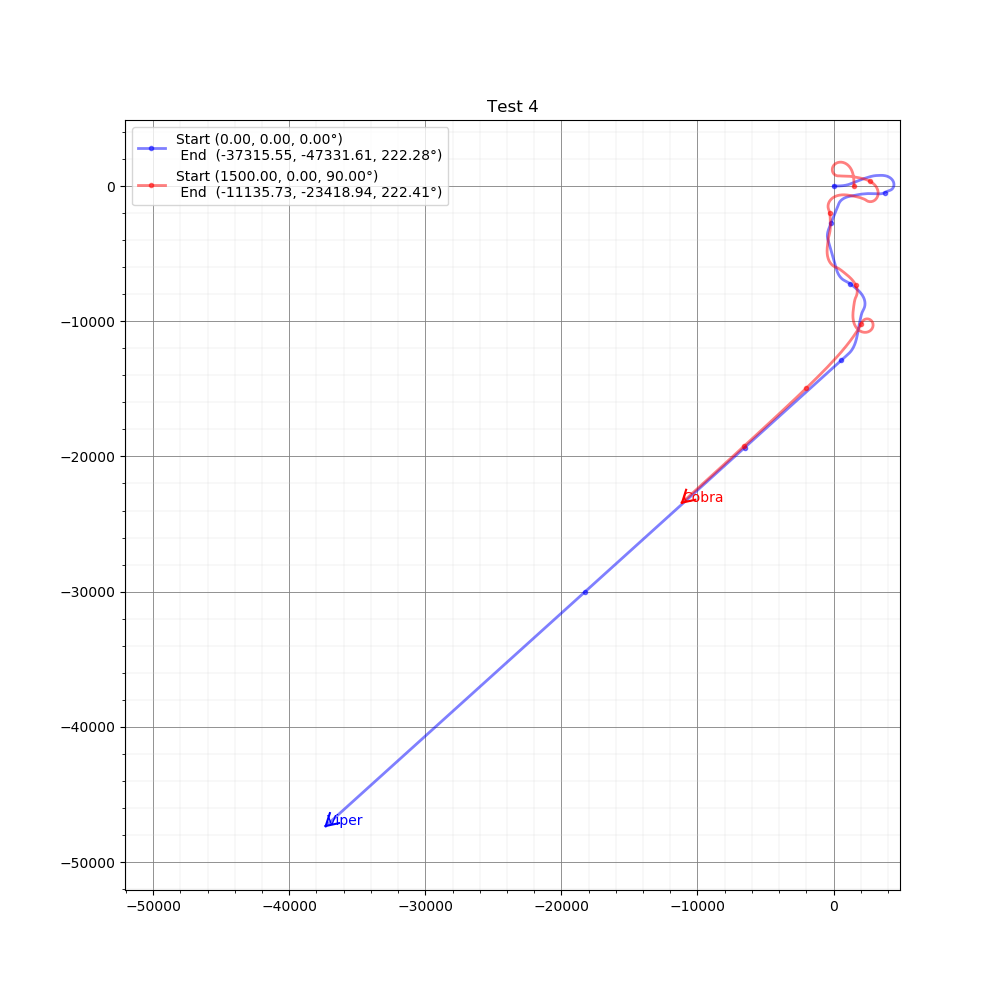 Test 4
Start (0.00, 0.00, 0.00°)
End (-37315.55, -47331.61, 222.28°)
Start (1500.00, 0.00, 90.00°)
End (-11135.73, -23418.94, 222.41°)
0
−10000
−20000
−30000
−40000
−50000
Cobra
Viper
−50000 −40000 −30000 −20000 −10000 0